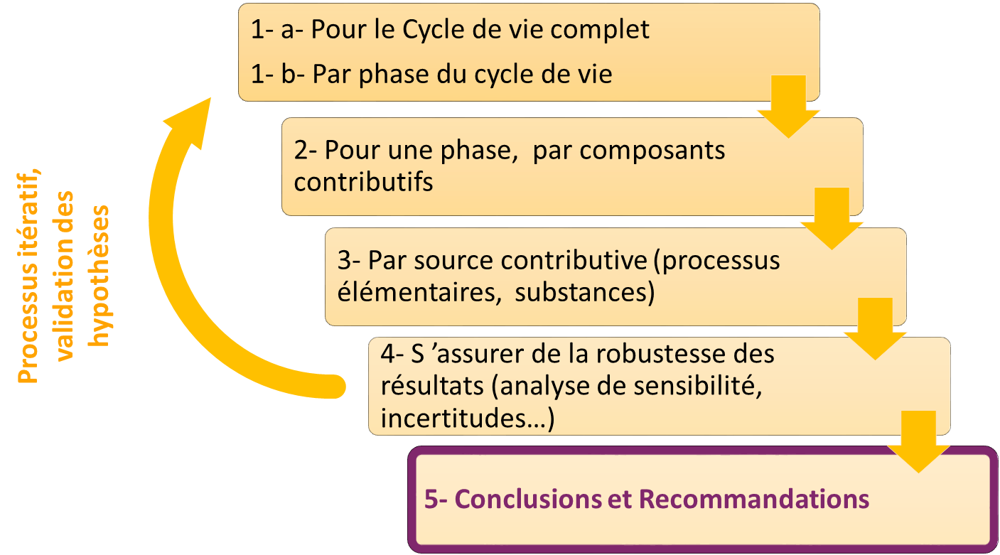 1- a- Pour le Cycle de vie complet
1- b- Par phase du cycle de vie
2- Pour une phase, par composants
contributifs
3- Par source contributive (processus
élémentaires, substances)
4- S ’assurer de la robustesse des
résultats (analyse de sensibilité,
incertitudes…)
5- Conclusions et Recommandations
Processus itératif,
validation des
hypothèses